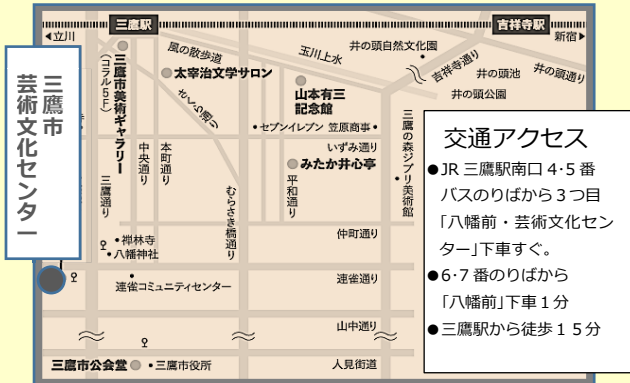 三鷹駅
吉祥寺駅
◀立川
新宿▶
風の散歩道
玉川上水
井の頭自然文化園
吉祥寺通り
井の頭池
井の頭通り
井の頭公園
三鷹市美術ギャラリー
(コラル5F)
太宰治文学サロン
さくら通り
山本有三
記念館
•セブンイレブン
笠原商事•
三鷹の森ジブリ美術館
いずみ通り
みたか井心亭
中央通り
本町通り
三鷹通り
むらさき橋通り
平和通り
仲町通り
•禅林寺
•八幡神社
連雀コミュニティセンター
連雀通り
山中通り
三鷹市公会堂
•三鷹市役所
人見街道
三鷹市
芸術文化センター
交通アクセス
●JR 三鷹駅南口 4･5 番
バスのりばから３つ目
｢八幡前・芸術文化セン
ター｣下車すぐ。
●6･7 番のりばから
｢八幡前｣下車１分
●三鷹駅から徒歩１５分